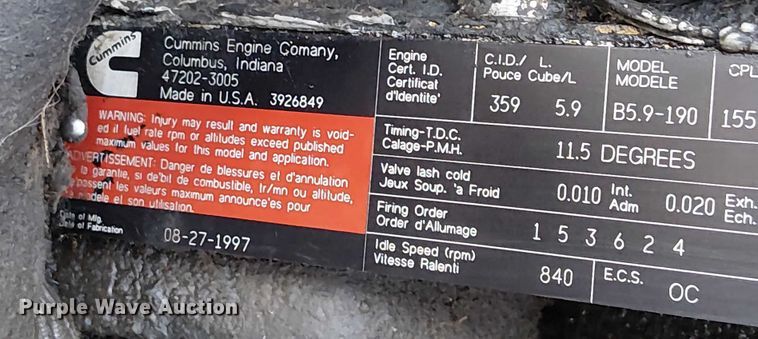 Cummins
Cummins Engine Comany,
Columbus, Indiana
47202-3005
Made in U.S.A. 3926849
WARNING: Injury may result and warranty is void-
ed if fuel rate rpm or altitudes exceed published
maximum values for this model and application.
AVERTISSEMENT: Danger de blessures et d'annulation
la garantie, si de'bit de combustible, tr/mn ou altitude,
passent les valeurs maximum announce'es pour
modele et son utilisation.
Date of Mfg.
Date of Fabrication
08-27-1997
Engine
Cert. I.D.
Certificat
d'Identite'
C.I.D./ L.
Pouce Cube/L
359 5.9
MODEL
MODELE
B5.9-190
CPL
155
Timing-T.D.C.
Calage-P.M.H.
11.5 DEGREES
Valve lash cold
Jeux Soup. 'a Froid
0.010 Int.
Adm
0.020 Exh.
Ech.
Firing Order
Order d'Allumage
1 5 3 6 2 4
Idle Speed (rpm)
Vitesse Ralenti
840
E.C.S.
OC
Purple Wave Auction